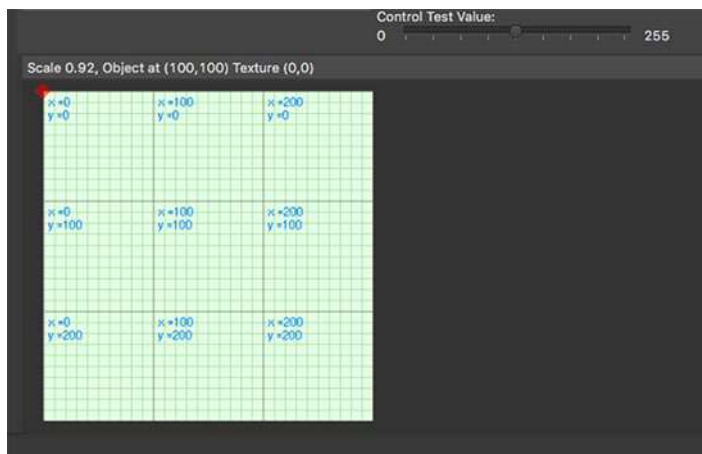 Control Test Value:
0 255
Scale 0.92, Object at (100,100) Texture (0,0)
x=0 x=100 x=200
y=0 y=0 y=0
x=0 x=100 x=200
y=100 y=100 y=100
x=0 x=100 x=200
y=200 y=200 y=200